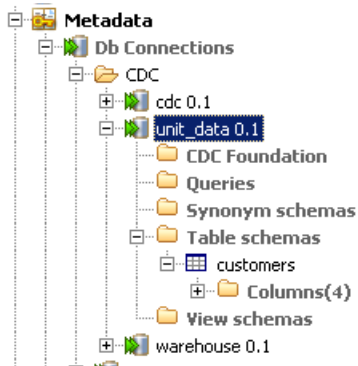 Metadata
Db Connections
CDC
cdc 0.1
unit_data 0.1
CDC Foundation
Queries
Synonym schemas
Table schemas
customers
Columns(4)
View schemas
warehouse 0.1